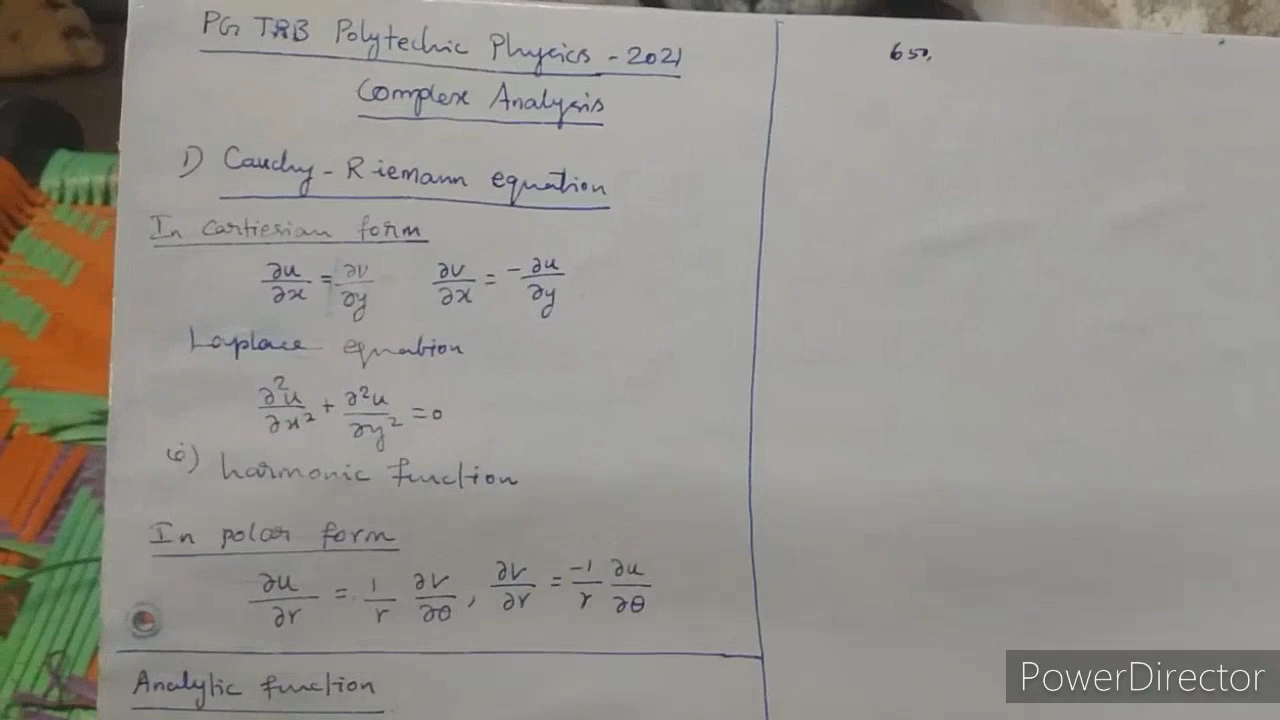 PG TRB Polytechnic Physics - 2021
Complex Analysis
1) Cauchy - Riemann equation
In Cartiesian form
∂u/∂x = ∂v/∂y   ∂v/∂x = -∂u/∂y
Laplace equation
∂²u/∂x² + ∂²u/∂y² = 0
harmonic function
In polar form
∂u/∂r = 1/r ∂v/∂θ, ∂v/∂r = -1/r ∂u/∂θ
Analytic function
PowerDirector